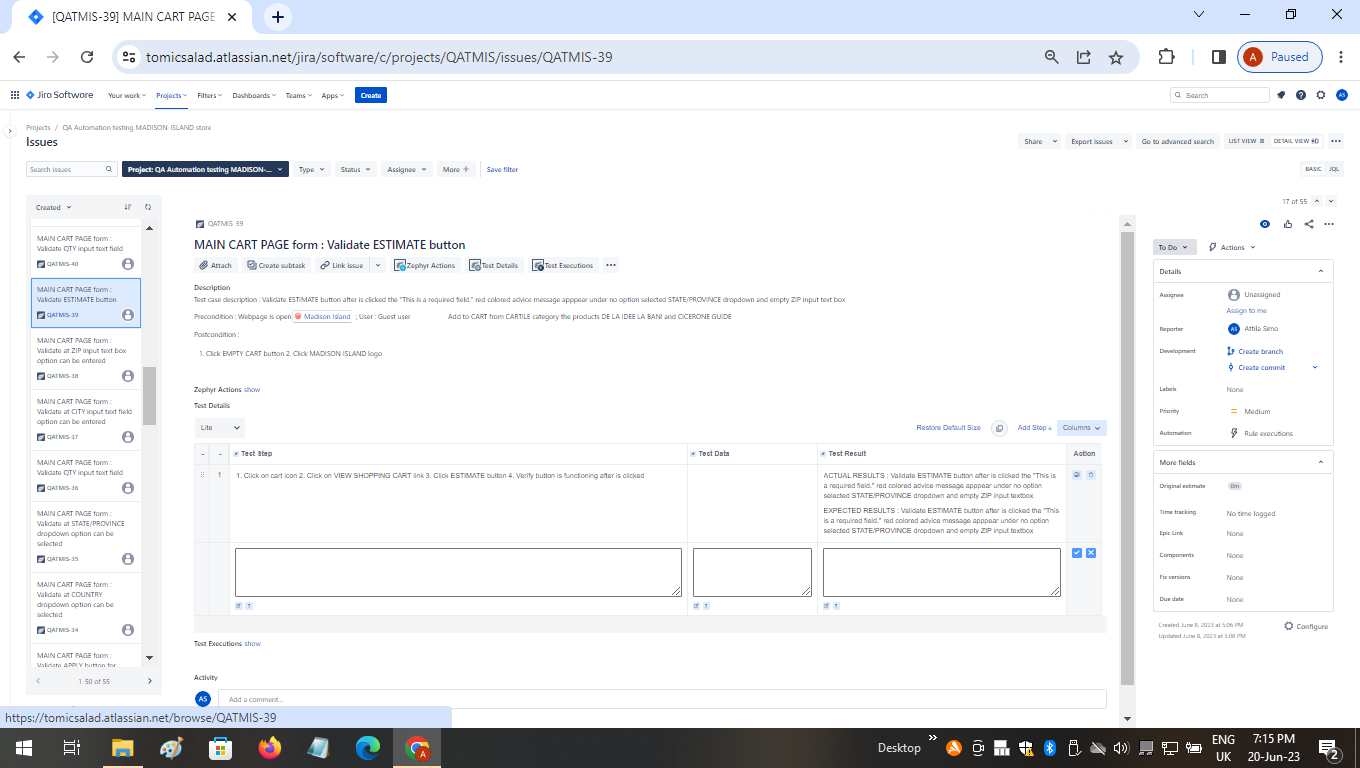 [QATMIS-39] MAIN CART PAGE
tomicsalad.atlassian.net/jira/software/c/projects/QATMIS/issues/QATMIS-39
A Paused
Jira Software Your work Projects Filters Dashboards Teams Apps Create Search AS
Projects / QA Automation testing MADISON ISLAND store
Issues
Share Export issues Go to advanced search LIST VIEW DETAIL VIEW
Search issues Project: QA Automation testing MADISON-... Type Status Assignee More + Save filter BASIC JQL
Created
17 of 55
MAIN CART PAGE form :
Validate QTY input text field
QATMIS-40
MAIN CART PAGE form :
Validate ESTIMATE button
QATMIS-39
MAIN CART PAGE form :
Validate at ZIP input text box
option can be entered
QATMIS-38
MAIN CART PAGE form :
Validate at CITY input text field
option can be entered
QATMIS-37
MAIN CART PAGE form :
Validate QTY input text field
QATMIS-36
MAIN CART PAGE form :
Validate at STATE/PROVINCE
dropdown option can be
selected
QATMIS-35
MAIN CART PAGE form :
Validate at COUNTRY
dropdown option can be
selected
QATMIS-34
MAIN CART PAGE form :
Validate APPLY button for
1-50 of 55
QATMIS-39
MAIN CART PAGE form : Validate ESTIMATE button
Attach Create subtask Link issue Zephyr Actions Test Details Test Executions
Description
Test case description : Validate ESTIMATE button after is clicked the "This is a required field." red colored advice message apppear under no option selected STATE/PROVINCE dropdown and empty ZIP input text box
Precondition : Webpage is open Madison Island ; User : Guest user Add to CART from CARTILE category the products DE LA IDEE LA BANI and CICERONE GUIDE
Postcondition :
1. Click EMPTY CART button 2. Click MADISON ISLAND logo
Zephyr Actions show
Test Details
Lite Restore Default Size Add Step Columns
- - Test Step Test Data Test Result Action
1 1. Click on cart icon 2. Click on VIEW SHOPPING CART link 3. Click ESTIMATE button 4. Verify button is functioning after is clicked
ACTUAL RESULTS : Validate ESTIMATE button after is clicked the "This is
a required field." red colored advice message apppear under no option
selected STATE/PROVINCE dropdown and empty ZIP input textbox
EXPECTED RESULTS : Validate ESTIMATE button after is clicked the "This
is a required field." red colored advice message apppear under no option
selected STATE/PROVINCE dropdown and empty ZIP input textbox
? ? ?
Test Executions show
Activity
AS Add a comment...
To Do Actions
Details
Assignee Unassigned
Assign to me
Reporter AS Attila Simo
Development Create branch
Create commit
Labels None
Priority Medium
Automation Rule executions
More fields
Original estimate 0m
Time tracking No time logged
Epic Link None
Components None
Fix versions None
Due date None
Created June 8, 2023 at 5:06 PM
Updated June 8, 2023 at 5:08 PM
Configure
https://tomicsalad.atlassian.net/browse/QATMIS-39
Desktop
ENG
UK
7:15 PM
20-Jun-23
2